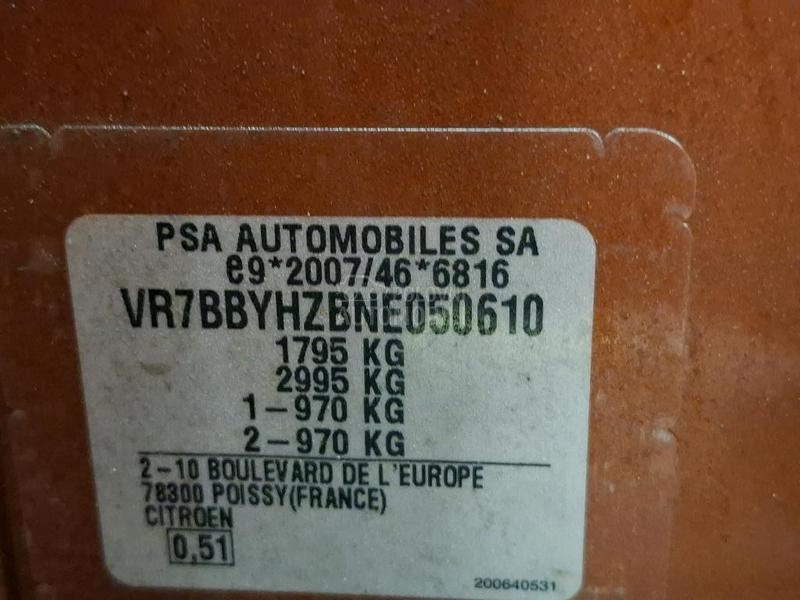 PSA AUTOMOBILES SA
e9*2007/46*6816
VR7BBYHZBNE050610
1795 KG
2995 KG
1-970 KG
2-970 KG
2-10 BOULEVARD DE L'EUROPE
78300 POISSY(FRANCE)
CITROEN
0,51
200640531